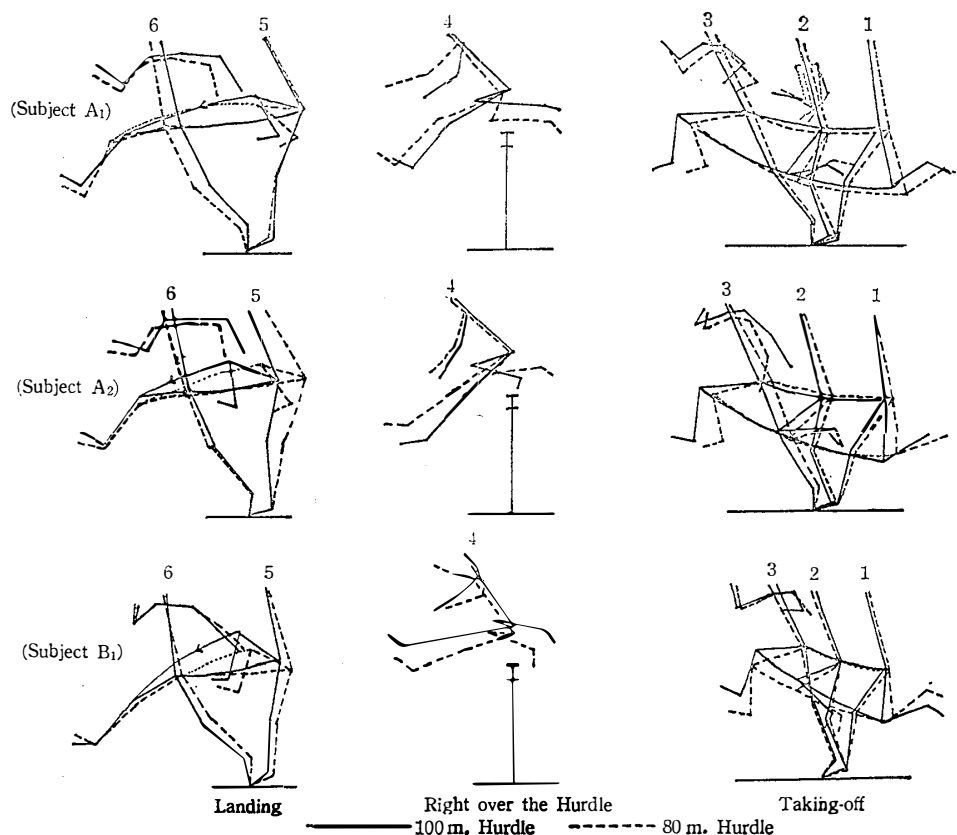 6 5 4 3 2 1
(Subject A1)
6 5 4 3 2 1
(Subject A2)
6 5 4 3 2 1
(Subject B1)
Landing Right over the Hurdle Taking-off
100 m. Hurdle 80 m. Hurdle